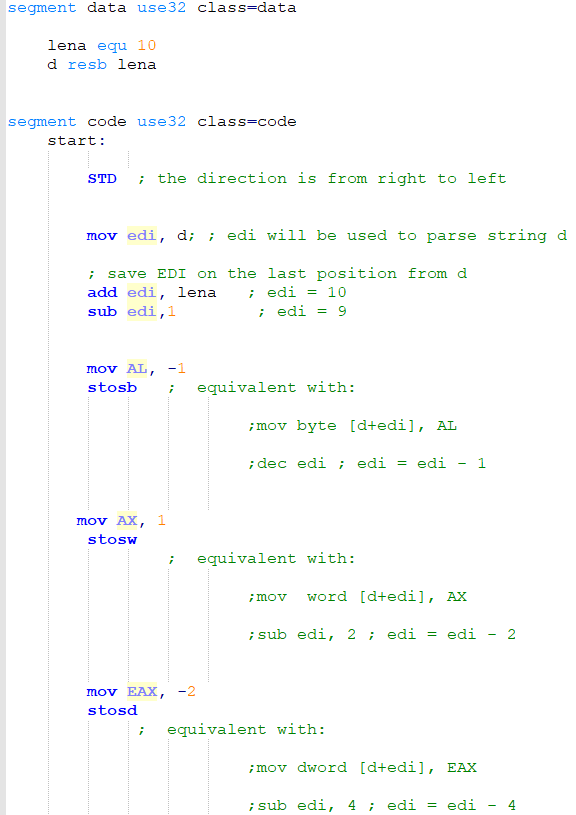 segment data use32 class=data
lena equ 10
d resb lena
segment code use32 class=code
start:
STD ; the direction is from right to left
mov edi, d; ; edi will be used to parse string d
; save EDI on the last position from d
add edi, lena ; edi = 10
sub edi,1 ; edi = 9
mov AL, -1
stosb ; equivalent with:
;mov byte [d+edi], AL
;dec edi ; edi = edi - 1
mov AX, 1
stosw
; equivalent with:
;mov word [d+edi], AX
;sub edi, 2 ; edi = edi - 2
mov EAX, -2
stosd
; equivalent with:
;mov dword [d+edi], EAX
;sub edi, 4 ; edi = edi - 4